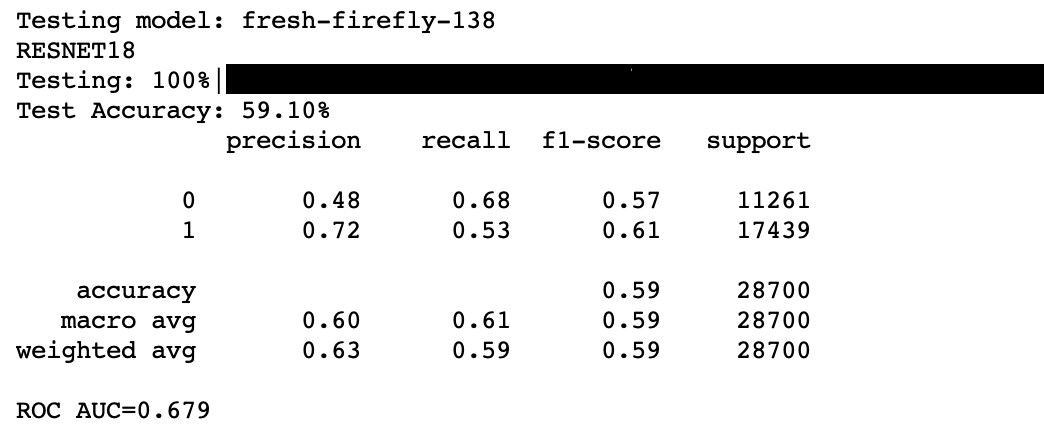 Testing model: fresh-firefly-138
RESNET18
Testing: 100%|
Test Accuracy: 59.10%
precision recall f1-score support
0 0.48 0.68 0.57 11261
1 0.72 0.53 0.61 17439
accuracy 0.59 28700
macro avg 0.60 0.61 0.59 28700
weighted avg 0.63 0.59 0.59 28700
ROC AUC=0.679